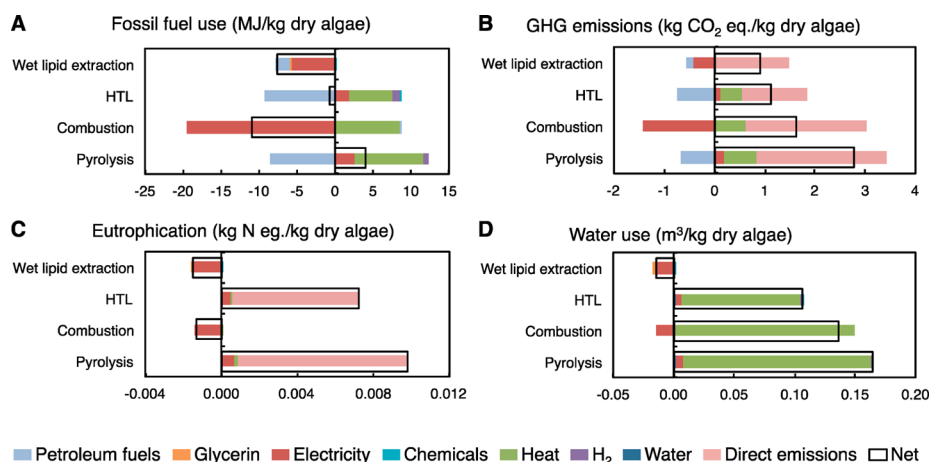 A Fossil fuel use (MJ/kg dry algae)
Wet lipid extraction
HTL
Combustion
Pyrolysis
-25 -20 -15 -10 -5 0 5 10 15
B GHG emissions (kg CO2 eq./kg dry algae)
Wet lipid extraction
HTL
Combustion
Pyrolysis
-2 -1 0 1 2 3 4
C Eutrophication (kg N eg./kg dry algae)
Wet lipid extraction
HTL
Combustion
Pyrolysis
-0.004 0.000 0.004 0.008 0.012
D Water use (m³/kg dry algae)
Wet lipid extraction
HTL
Combustion
Pyrolysis
-0.05 0.00 0.05 0.10 0.15 0.20
Petroleum fuels Glycerin Electricity Chemicals Heat H2 Water Direct emissions Net